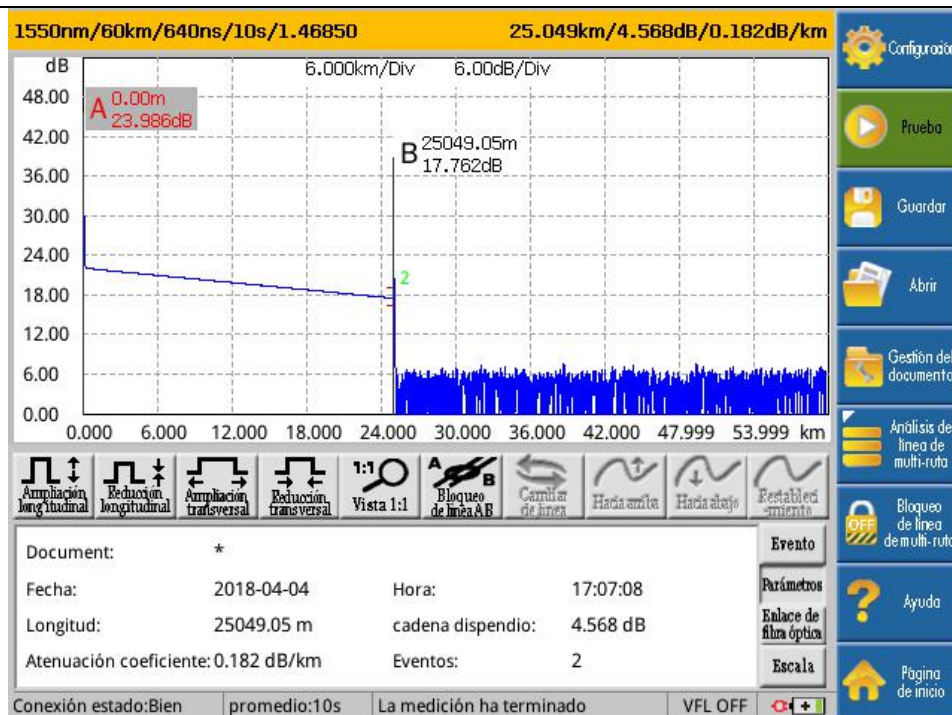 1550nm/60km/640ns/10s/1.46850
25.049km/4.568dB/0.182dB/km
dB
6.000km/Div
6.00dB/Div
48.00
42.00
36.00
30.00
24.00
18.00
12.00
6.00
0.00
A
0.00m
23.986dB
B
25049.05m
17.762dB
2
0.000 6.000 12.000 18.000 24.000 30.000 36.000 42.000 47.999 53.999 km
Ampliación
longitudinal
Reducción
longitudinal
Ampliación
transversal
Reducción
transversal
1:1
Vista 1:1
A
B
Bloqueo
de línea AB
Cambiar
de línea
Hacia arriba
Hacia abajo
Restableci
-miento
Document: *
Fecha: 2018-04-04 Hora: 17:07:08
Longitud: 25049.05 m cadena dispendio: 4.568 dB
Atenuación coeficiente: 0.182 dB/km Eventos: 2
Evento
Parámetros
Enlace de
fibra óptica
Escala
Conexión estado:Bien
promedio:10s
La medición ha terminado
VFL OFF
Configuración
Prueba
Guardar
Abrir
Gestión del
documento
Análisis de
línea de
multi-ruta
OFF
Bloqueo
de línea
de multi-ruta
Ayuda
Página
de inicio